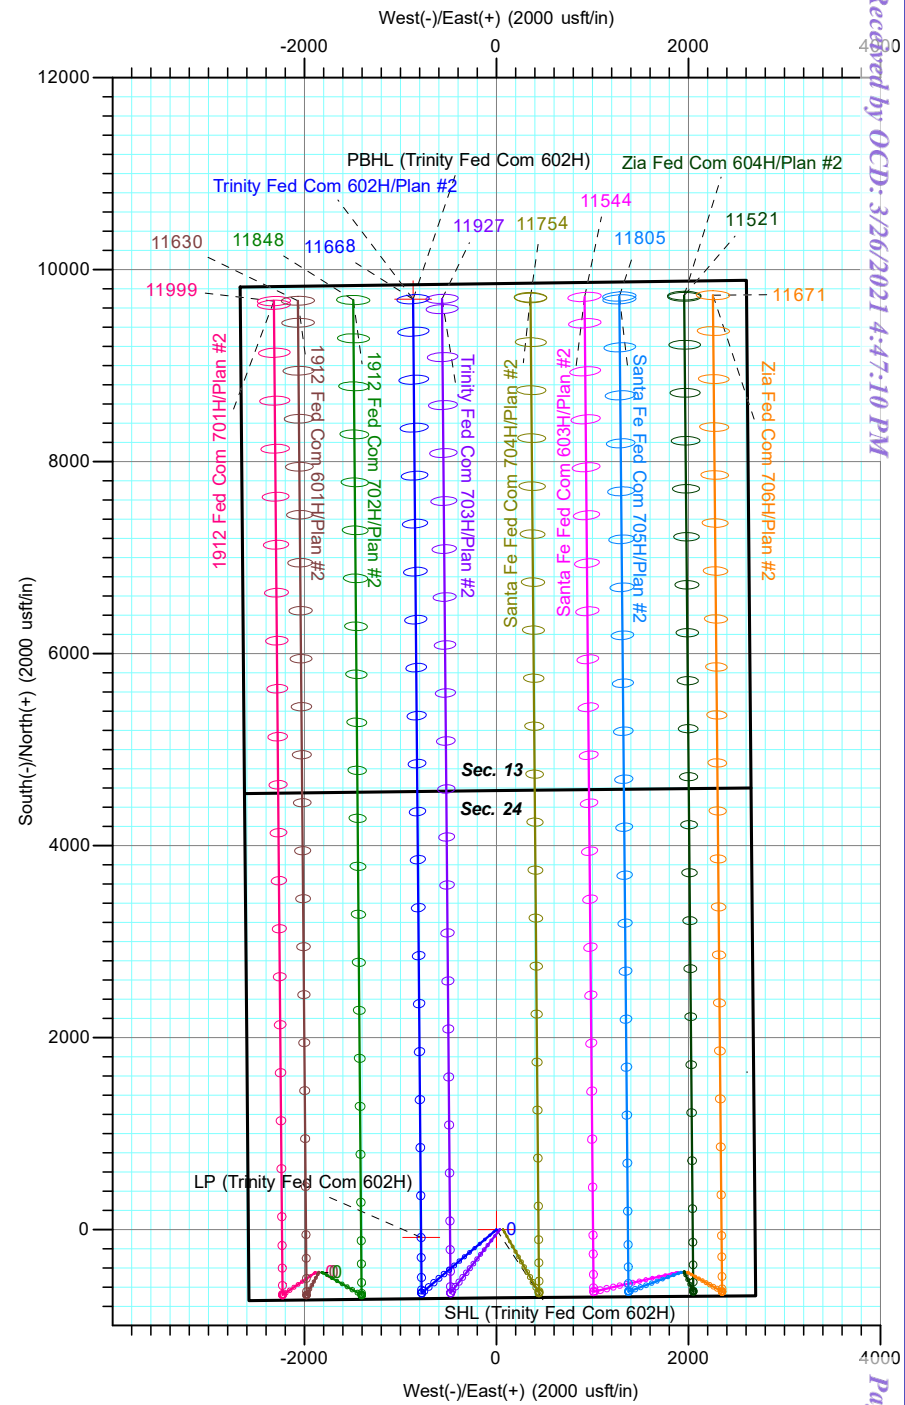 West(-)/East(+) (2000 usft/in)
-2000 0 2000 4000
12000
10000
8000
6000
4000
2000
0
South(-)/North(+) (2000 usft/in)
PBHL (Trinity Fed Com 602H)
Trinity Fed Com 602H/Plan #2
Zia Fed Com 604H/Plan #2
11630
11848
11668
11927
11754
11544
11805
11521
11999
11671
1912 Fed Com 701H/Plan #2
1912 Fed Com 601H/Plan #2
1912 Fed Com 702H/Plan #2
Trinity Fed Com 703H/Plan #2
Santa Fe Fed Com 704H/Plan #2
Santa Fe Fed Com 603H/Plan #2
Santa Fe Fed Com 705H/Plan #2
Zia Fed Com 706H/Plan #2
Sec. 13
Sec. 24
LP (Trinity Fed Com 602H)
0
0
SHL (Trinity Fed Com 602H)
-2000 0 2000 4000
West(-)/East(+) (2000 usft/in)
Received by OCD: 3/26/2021 4:47:10 PM